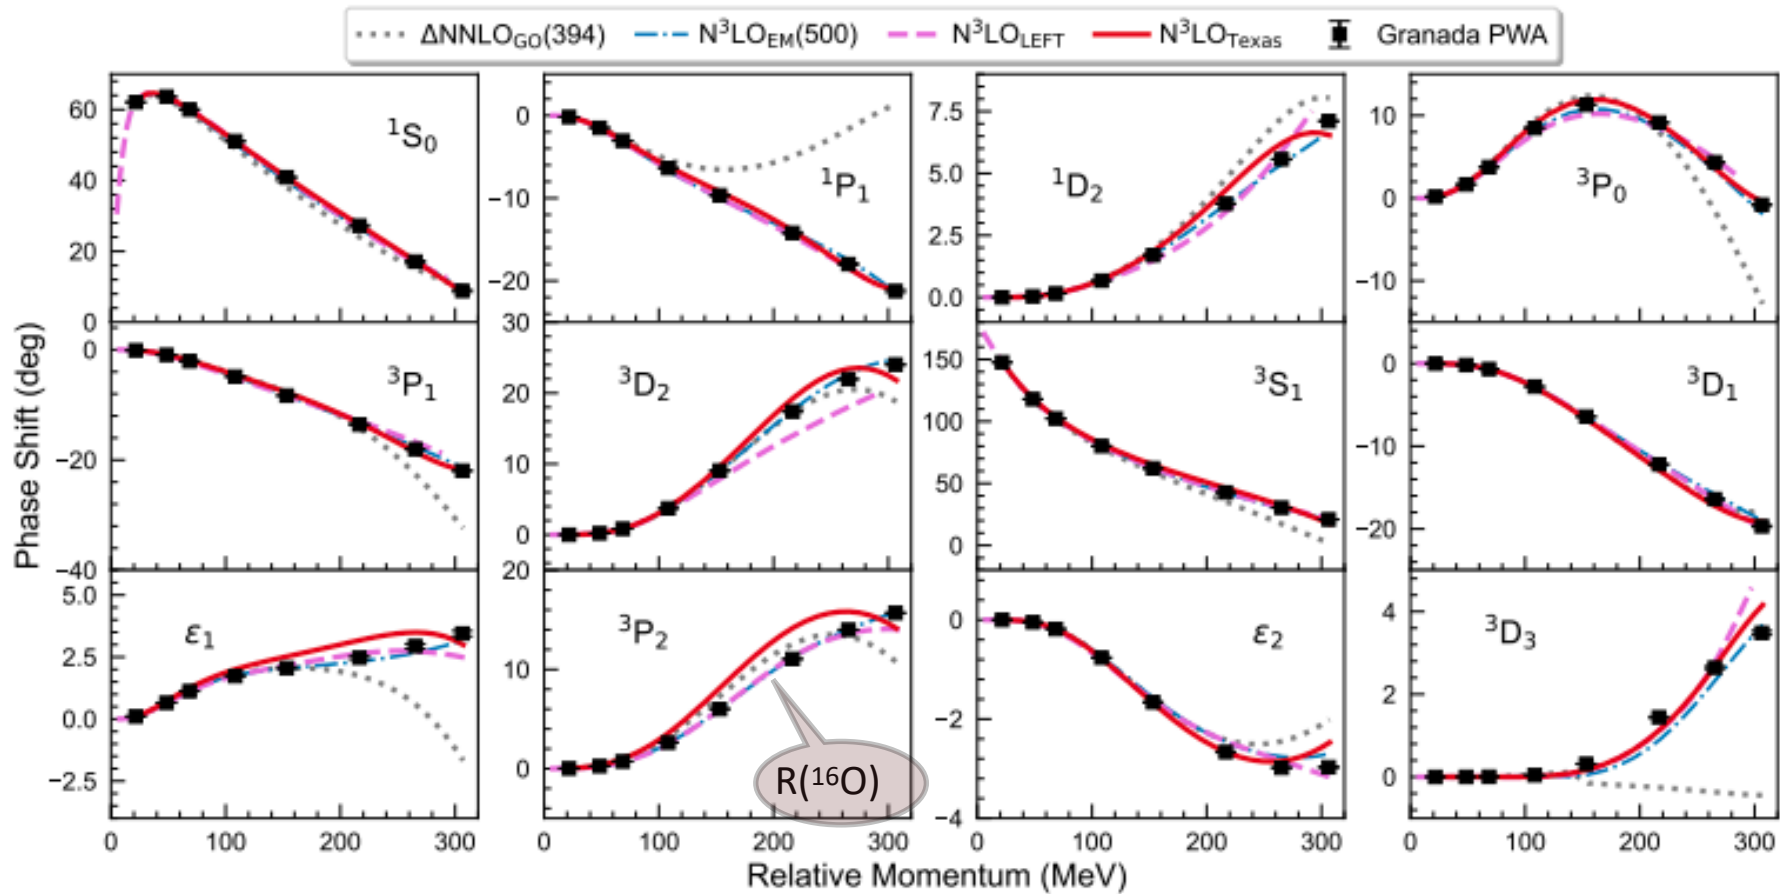 ΔNNLO_GO(394) N³LO_EM(500) N³LO_LEFT N³LO_Texas Granada PWA
Phase Shift (deg)
60
40
20
0
¹S₀
0
−10
−20
¹P₁
7.5
5.0
2.5
0.0
¹D₂
10
0
−10
³P₀
0
−20
−40
³P₁
30
20
10
0
³D₂
150
100
50
0
³S₁
0
−10
−20
³D₁
5.0
2.5
0.0
−2.5
ε₁
0 100 200 300
20
10
0
³P₂
R(¹⁶O)
0 100 200 300
0
−2
−4
ε₂
0 100 200 300
4
2
0
³D₃
0 100 200 300
Relative Momentum (MeV)